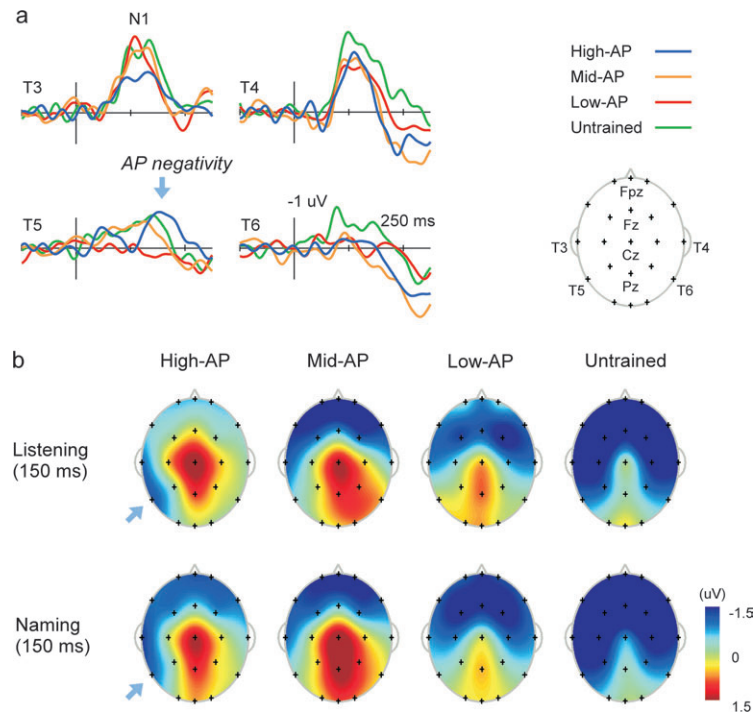 a
N1
T3
T4
High-AP
Mid-AP
Low-AP
Untrained
AP negativity
T5
-1 uV
T6
250 ms
Fpz
Fz
T3
T4
Cz
T5
Pz
T6
b
High-AP
Mid-AP
Low-AP
Untrained
Listening
(150 ms)
Naming
(150 ms)
(uV)
-1.5
0
1.5